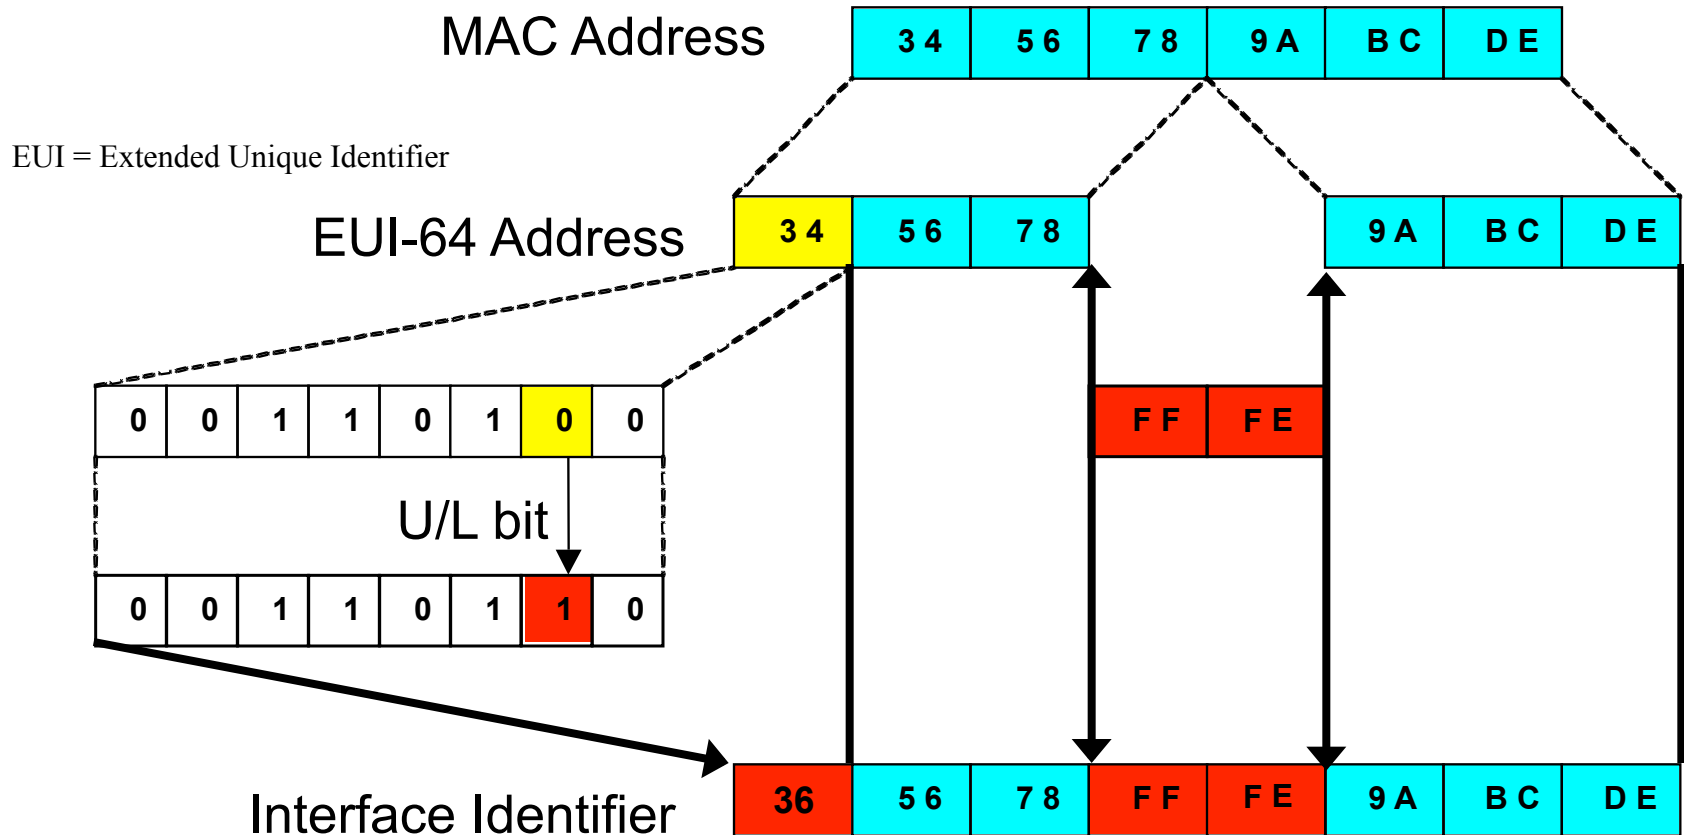 MAC Address 3 4 5 6 7 8 9 A B C D E
EUI = Extended Unique Identifier
EUI-64 Address 3 4 5 6 7 8 9 A B C D E
0 0 1 1 0 1 0 0
F F F E
U/L bit
0 0 1 1 0 1 1 0
Interface Identifier 36 5 6 7 8 F F F E 9 A B C D E